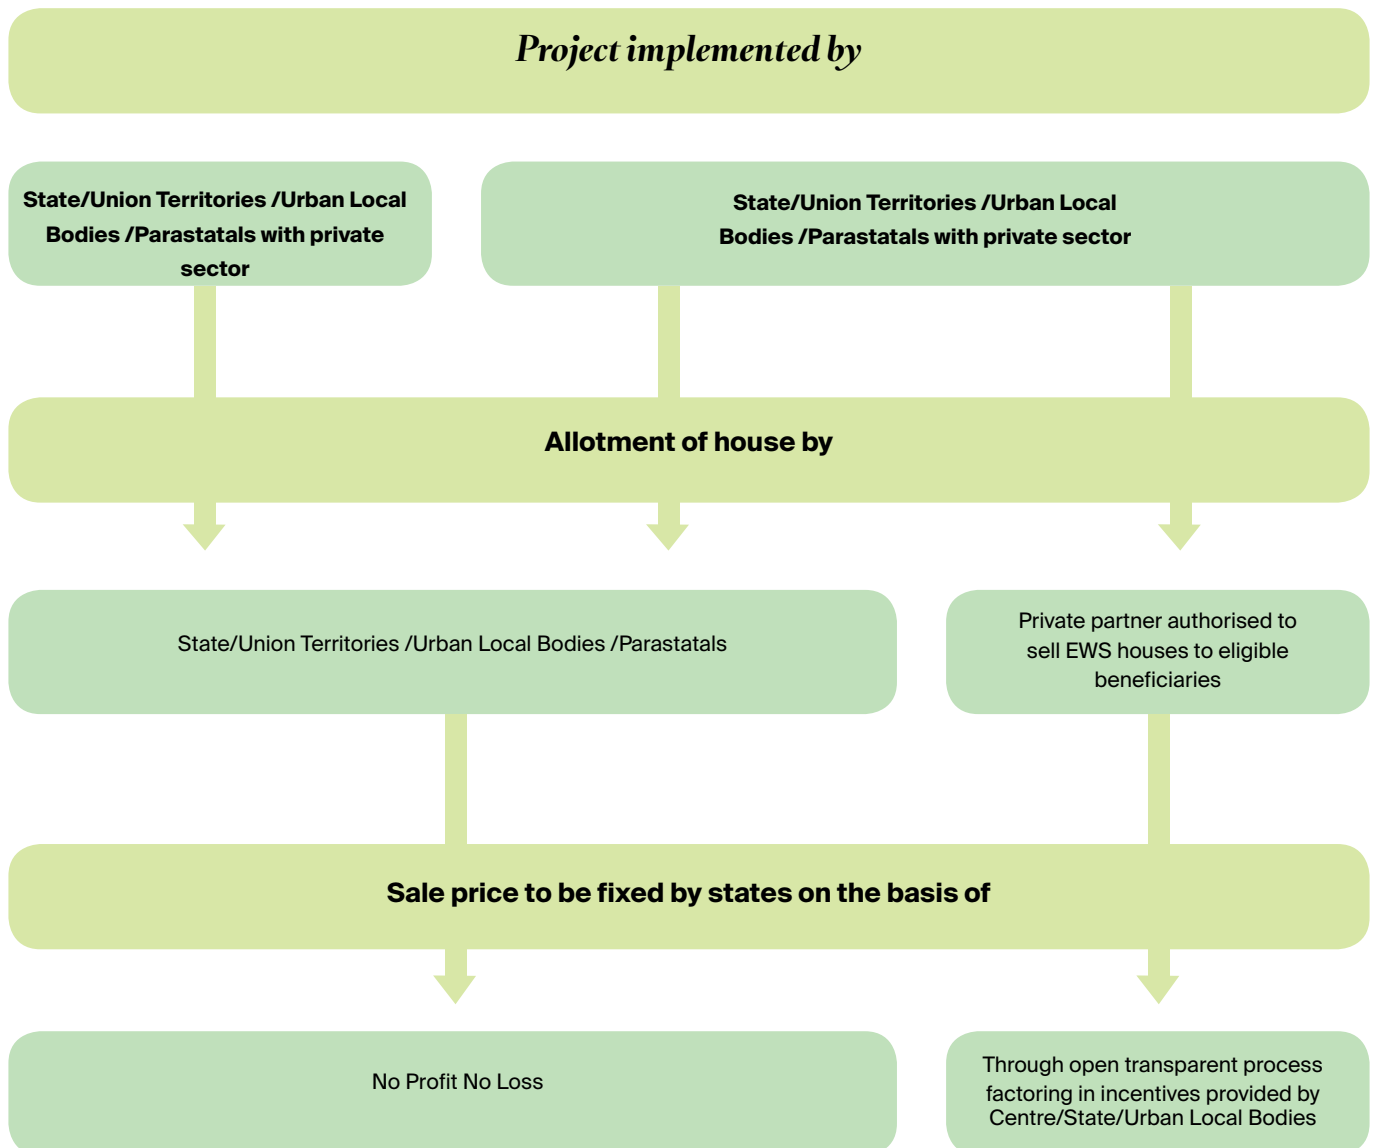 Project implemented by
State/Union Territories /Urban Local
Bodies /Parastatals with private
sector
State/Union Territories /Urban Local
Bodies /Parastatals with private sector
Allotment of house by
State/Union Territories /Urban Local Bodies /Parastatals
Private partner authorised to
sell EWS houses to eligible
beneficiaries
Sale price to be fixed by states on the basis of
No Profit No Loss
Through open transparent process
factoring in incentives provided by
Centre/State/Urban Local Bodies